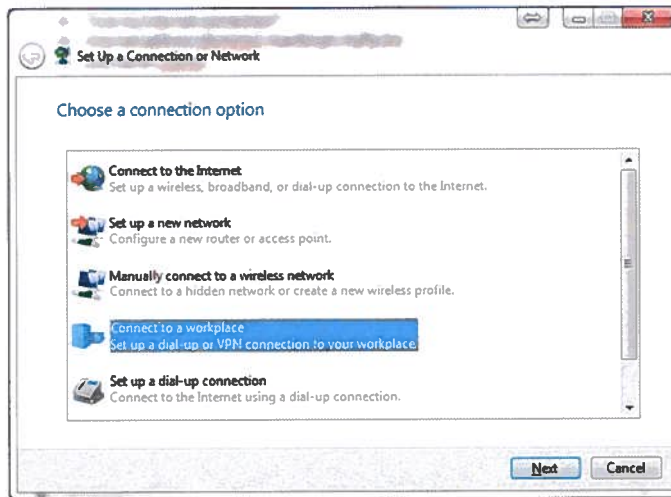 Set Up a Connection or Network
Choose a connection option
Connect to the Internet
Set up a wireless, broadband, or dial-up connection to the Internet.
Set up a new network
Configure a new router or access point.
Manually connect to a wireless network
Connect to a hidden network or create a new wireless profile.
Connect to a workplace
Set up a dial-up or VPN connection to your workplace.
Set up a dial-up connection
Connect to the Internet using a dial-up connection.
Next
Cancel